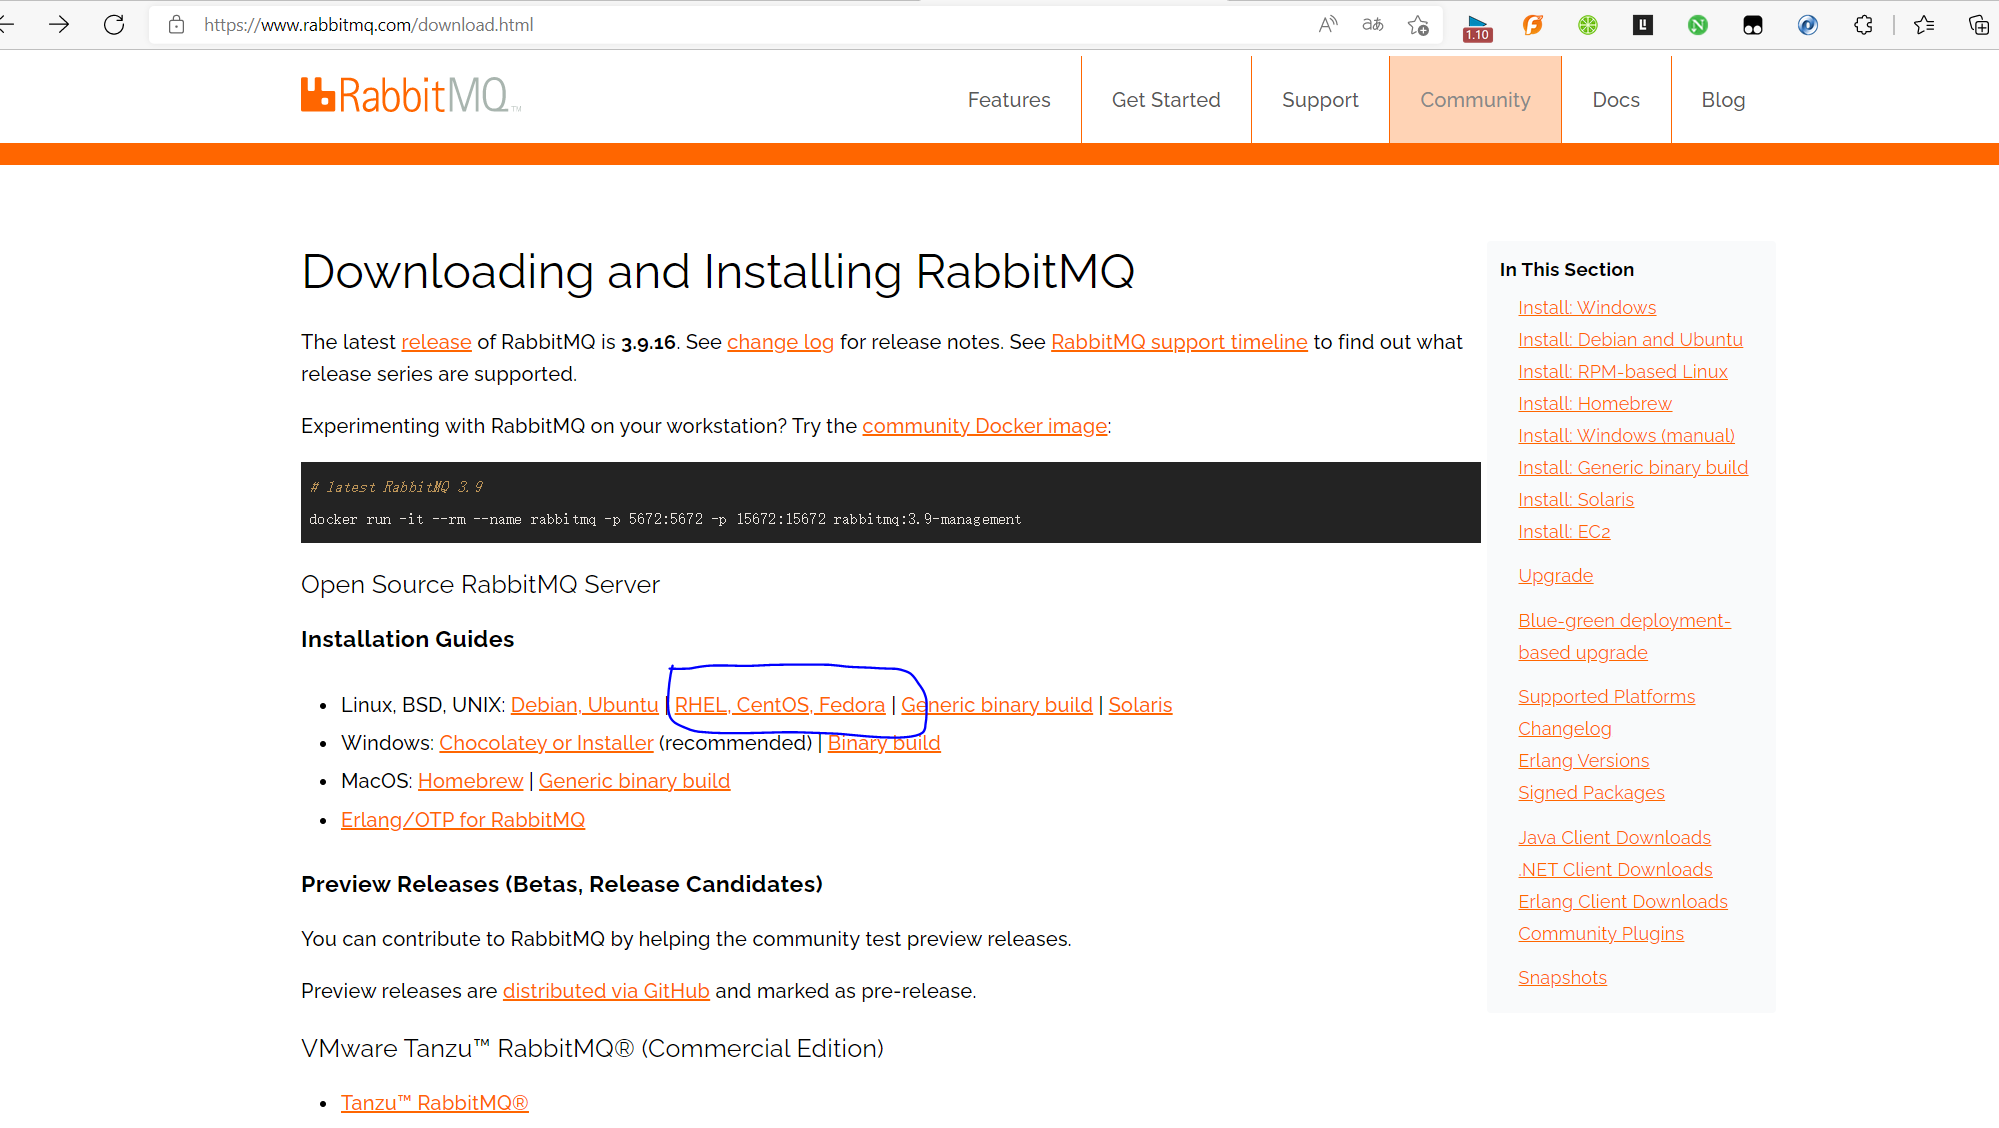 https://www.rabbitmq.com/download.html
1.10
RabbitMQ™
Features
Get Started
Support
Community
Docs
Blog
Downloading and Installing RabbitMQ
The latest release of RabbitMQ is 3.9.16. See change log for release notes. See RabbitMQ support timeline to find out what
release series are supported.
Experimenting with RabbitMQ on your workstation? Try the community Docker image:
# latest RabbitMQ 3.9
docker run -it --rm --name rabbitmq -p 5672:5672 -p 15672:15672 rabbitmq:3.9-management
Open Source RabbitMQ Server
Installation Guides
• Linux, BSD, UNIX: Debian, Ubuntu | RHEL, CentOS, Fedora | Generic binary build | Solaris
• Windows: Chocolatey or Installer (recommended) | Binary build
• MacOS: Homebrew | Generic binary build
• Erlang/OTP for RabbitMQ
Preview Releases (Betas, Release Candidates)
You can contribute to RabbitMQ by helping the community test preview releases.
Preview releases are distributed via GitHub and marked as pre-release.
VMware Tanzu™ RabbitMQ® (Commercial Edition)
• Tanzu™ RabbitMQ®
In This Section
Install: Windows
Install: Debian and Ubuntu
Install: RPM-based Linux
Install: Homebrew
Install: Windows (manual)
Install: Generic binary build
Install: Solaris
Install: EC2
Upgrade
Blue-green deployment-
based upgrade
Supported Platforms
Changelog
Erlang Versions
Signed Packages
Java Client Downloads
.NET Client Downloads
Erlang Client Downloads
Community Plugins
Snapshots